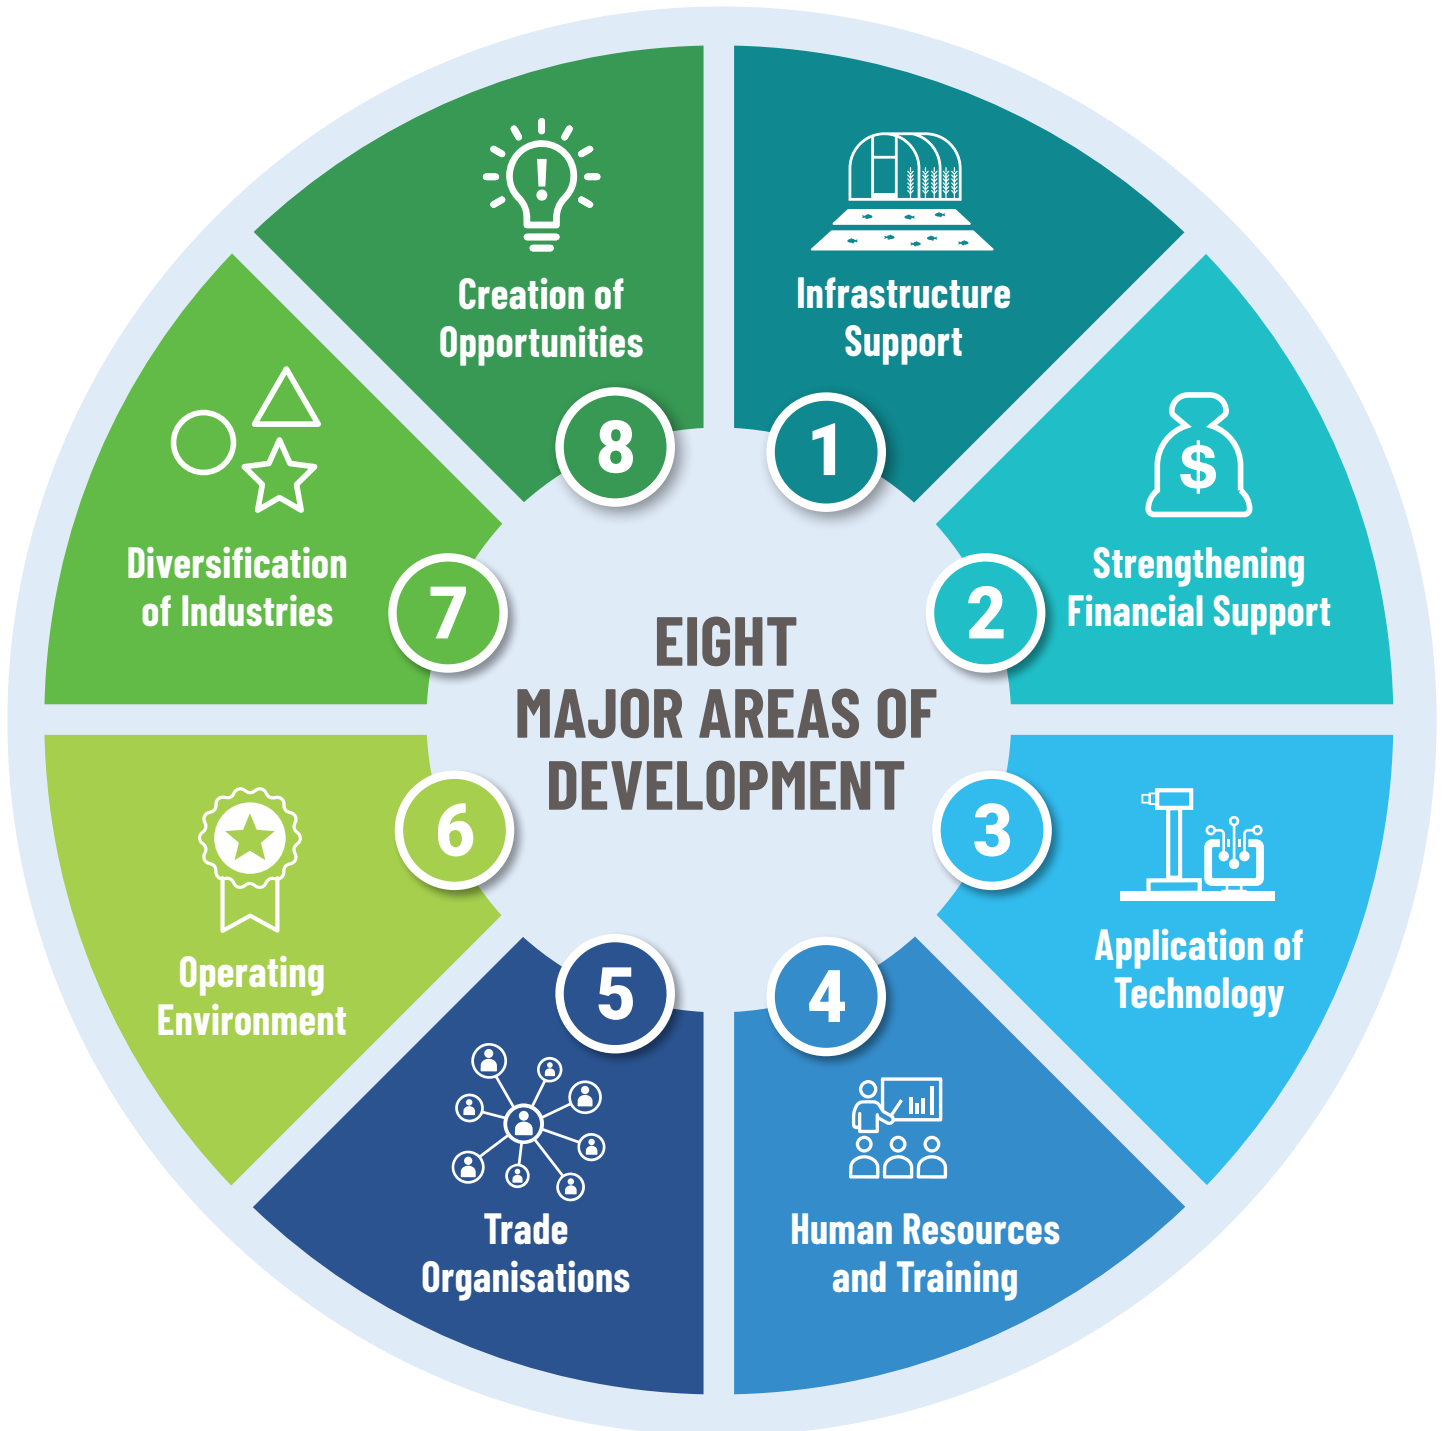 EIGHT
MAJOR AREAS OF
DEVELOPMENT
Infrastructure
Support
1
$
Strengthening
Financial Support
2
3
Application of
Technology
4
Human Resources
and Training
5
Trade
Organisations
6
Operating
Environment
Diversification
of Industries
7
!
Creation of
Opportunities
8